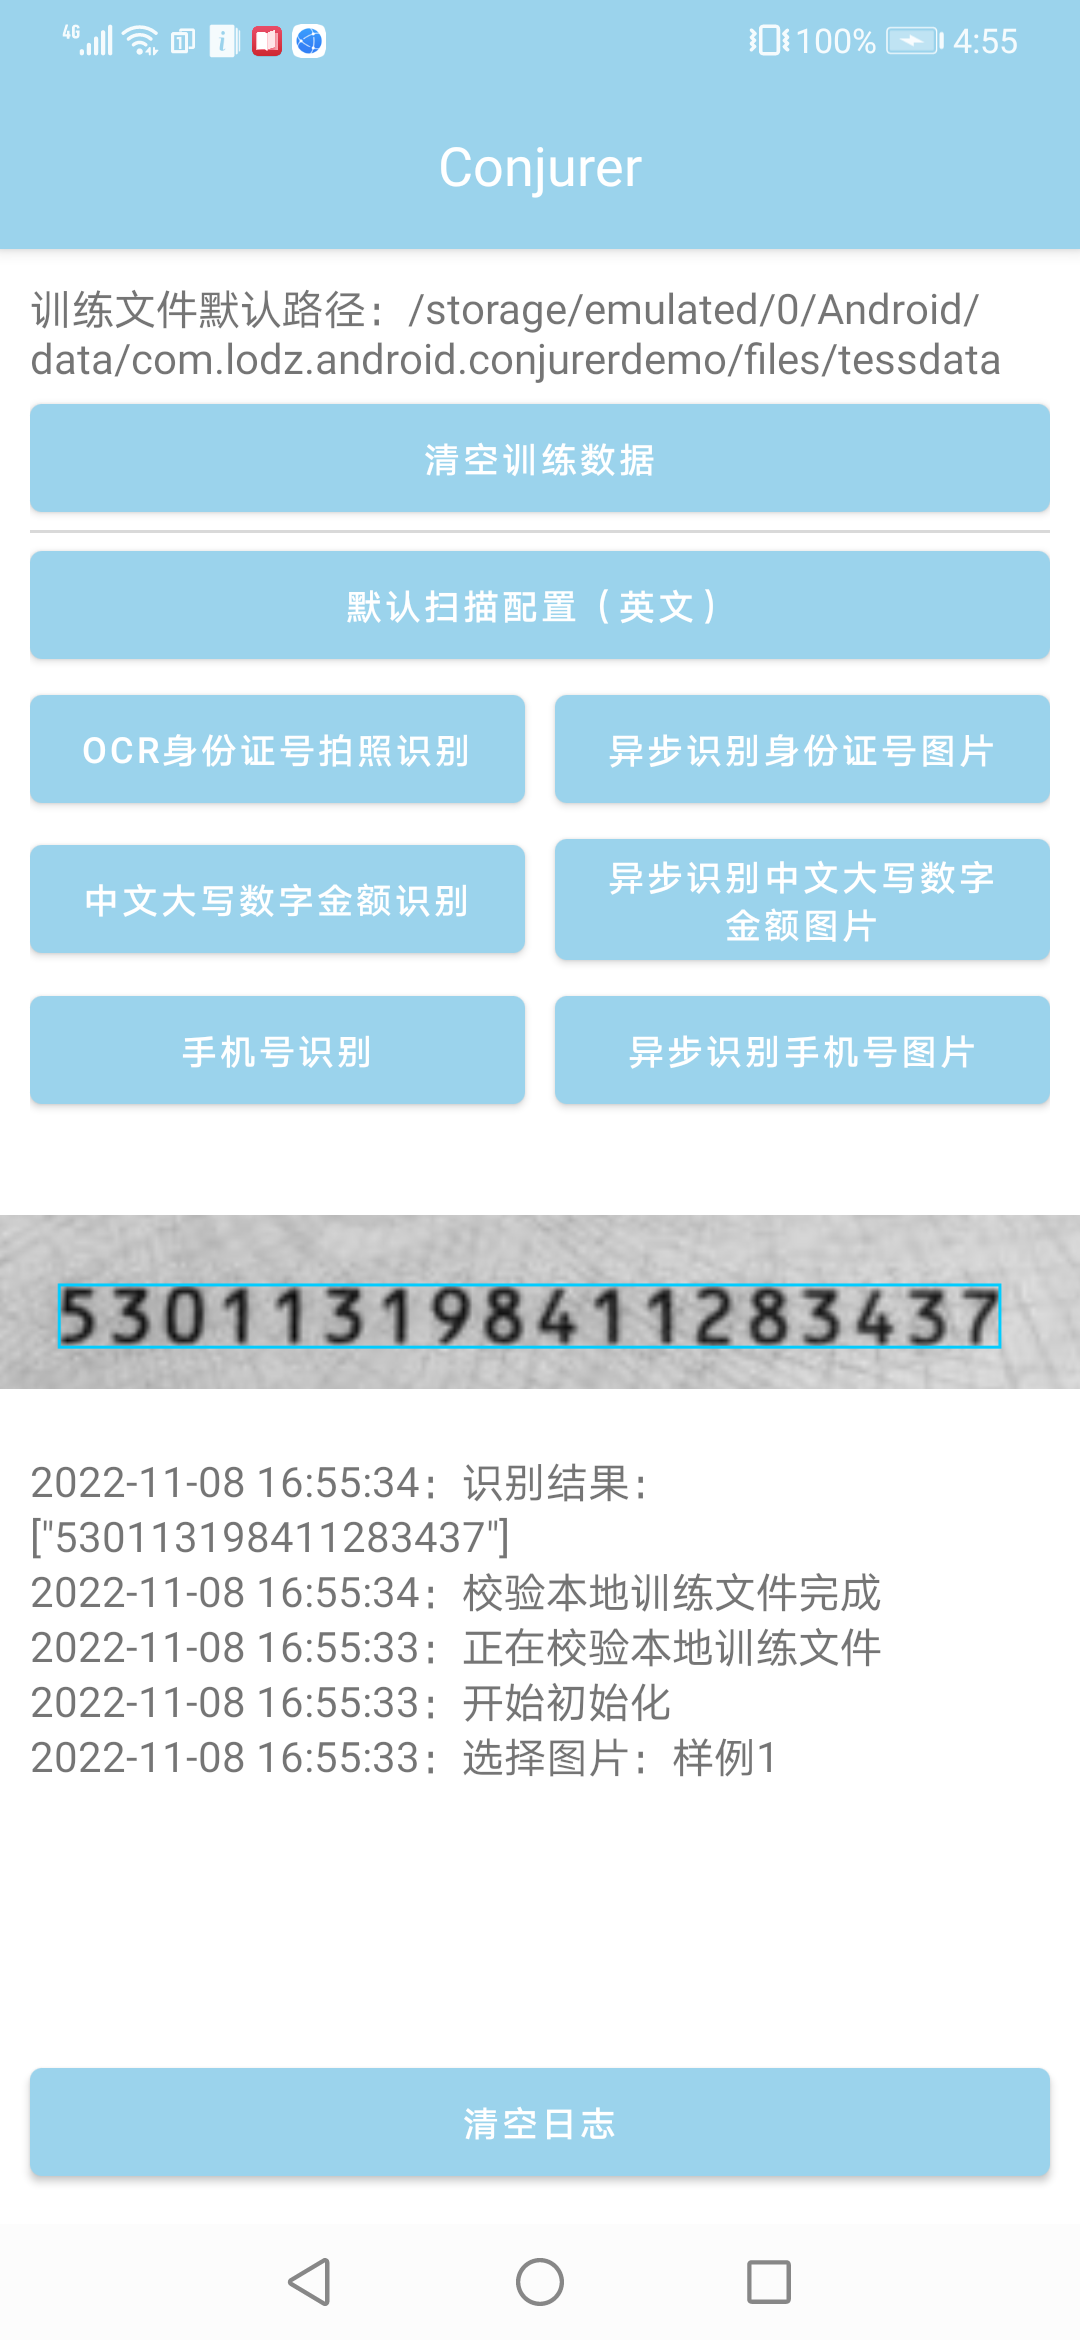 4G 100% 4:55
Conjurer
训练文件默认路径：/storage/emulated/0/Android/
data/com.lodz.android.conjurerdemo/files/tessdata
清空训练数据
默认扫描配置（英文）
OCR身份证号拍照识别
异步识别身份证号图片
中文大写数字金额识别
异步识别中文大写数字
金额图片
手机号识别
异步识别手机号图片
530113198411283437
2022-11-08 16:55:34：识别结果：
["530113198411283437"]
2022-11-08 16:55:34：校验本地训练文件完成
2022-11-08 16:55:33：正在校验本地训练文件
2022-11-08 16:55:33：开始初始化
2022-11-08 16:55:33：选择图片：样例1
清空日志